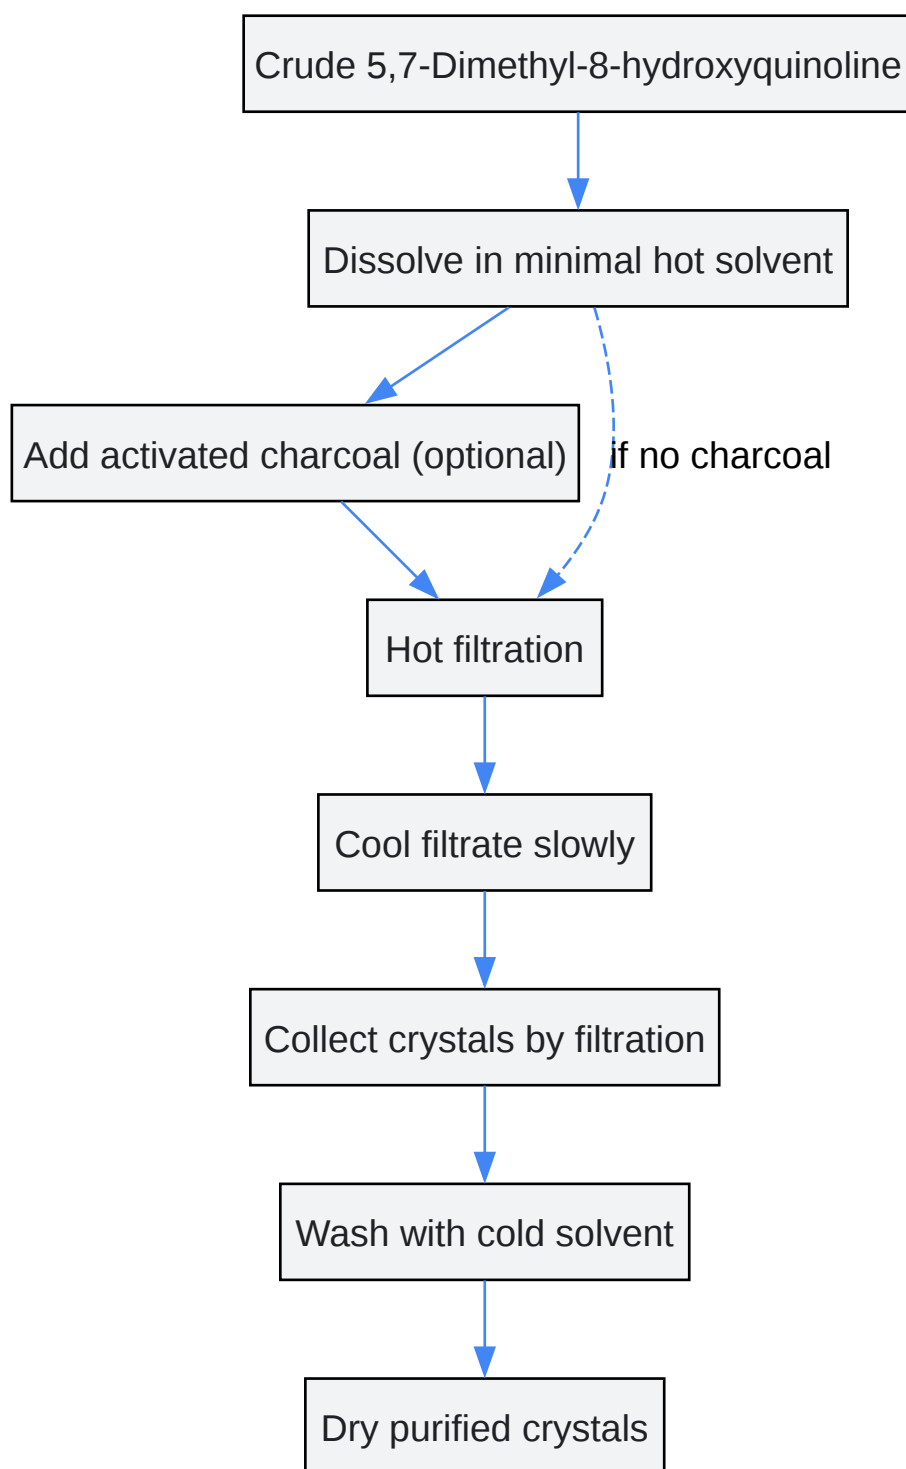 Crude 5,7-Dimethyl-8-hydroxyquinoline
Dissolve in minimal hot solvent
Add activated charcoal (optional)
if no charcoal
Hot filtration
Cool filtrate slowly
Collect crystals by filtration
Wash with cold solvent
Dry purified crystals